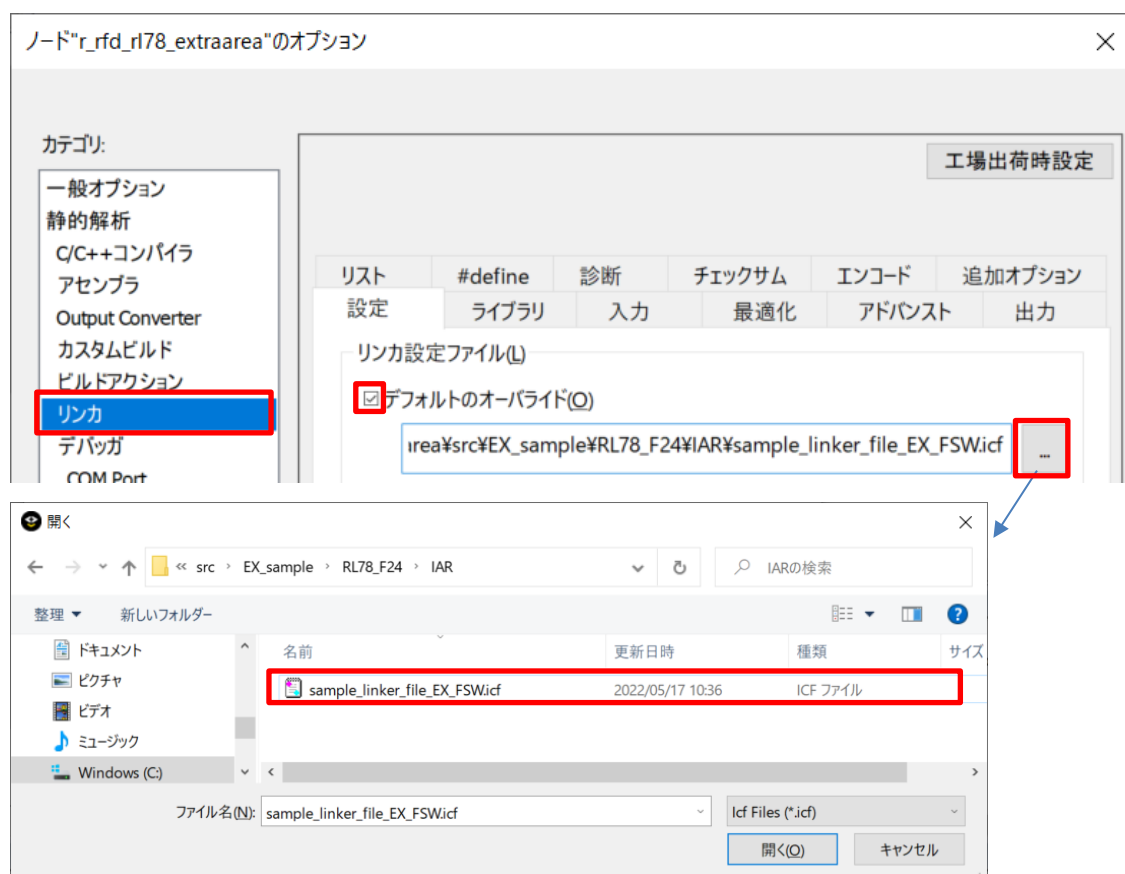 ノード"r_rfd_rl78_extraarea"のオプション
カテゴリ:
一般オプション
静的解析
C/C++コンパイラ
アセンブラ
Output Converter
カスタムビルド
ビルドアクション
リンカ
デバッガ
COM Port
工場出荷時設定
リスト #define 診断 チェックサム エンコード 追加オプション
設定 ライブラリ 入力 最適化 アドバンスト 出力
リンカ設定ファイル(L)
デフォルトのオーバライド(O)
area¥src¥EX_sample¥RL78_F24¥IAR¥sample_linker_file_EX_FSW.icf
...
開く
« src › EX_sample › RL78_F24 › IAR
IARの検索
整理 新しいフォルダー
ドキュメント
ピクチャ
ビデオ
ミュージック
Windows (C:)
名前 更新日時 種類 サイズ
sample_linker_file_EX_FSW.icf 2022/05/17 10:36 ICF ファイル
ファイル名(N): sample_linker_file_EX_FSW.icf Icf Files (*.icf)
開く(O) キャンセル